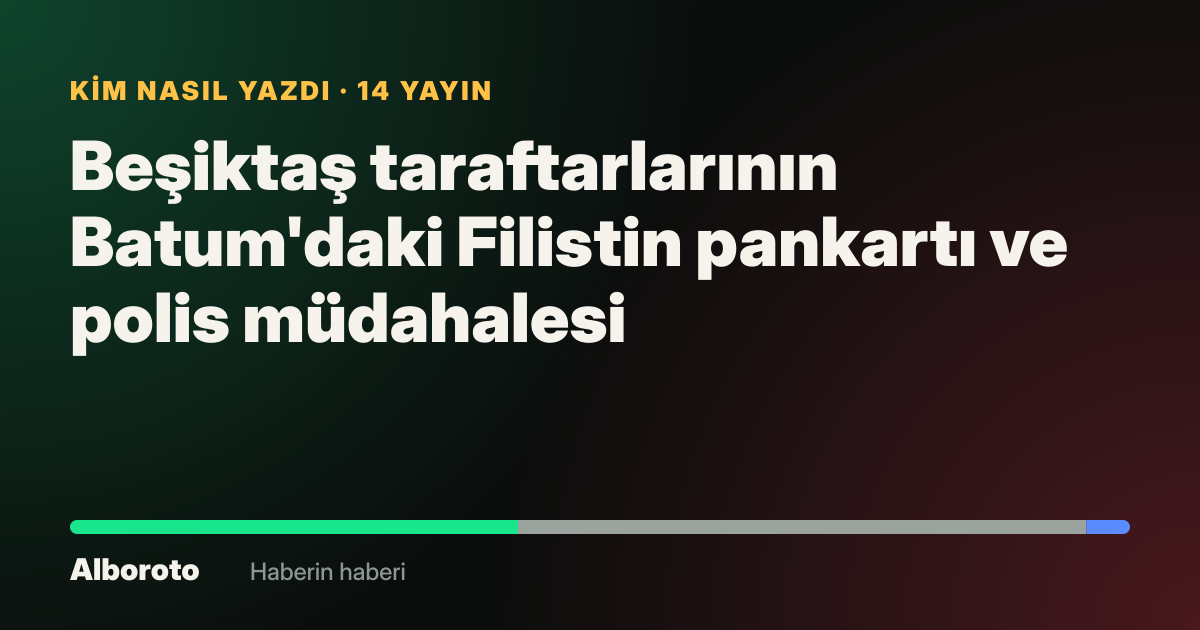 KİM NASIL YAZDI · 14 YAYIN
Beşiktaş taraftarlarının
Batum'daki Filistin pankartı ve
polis müdahalesi
Alboroto
Haberin haberi